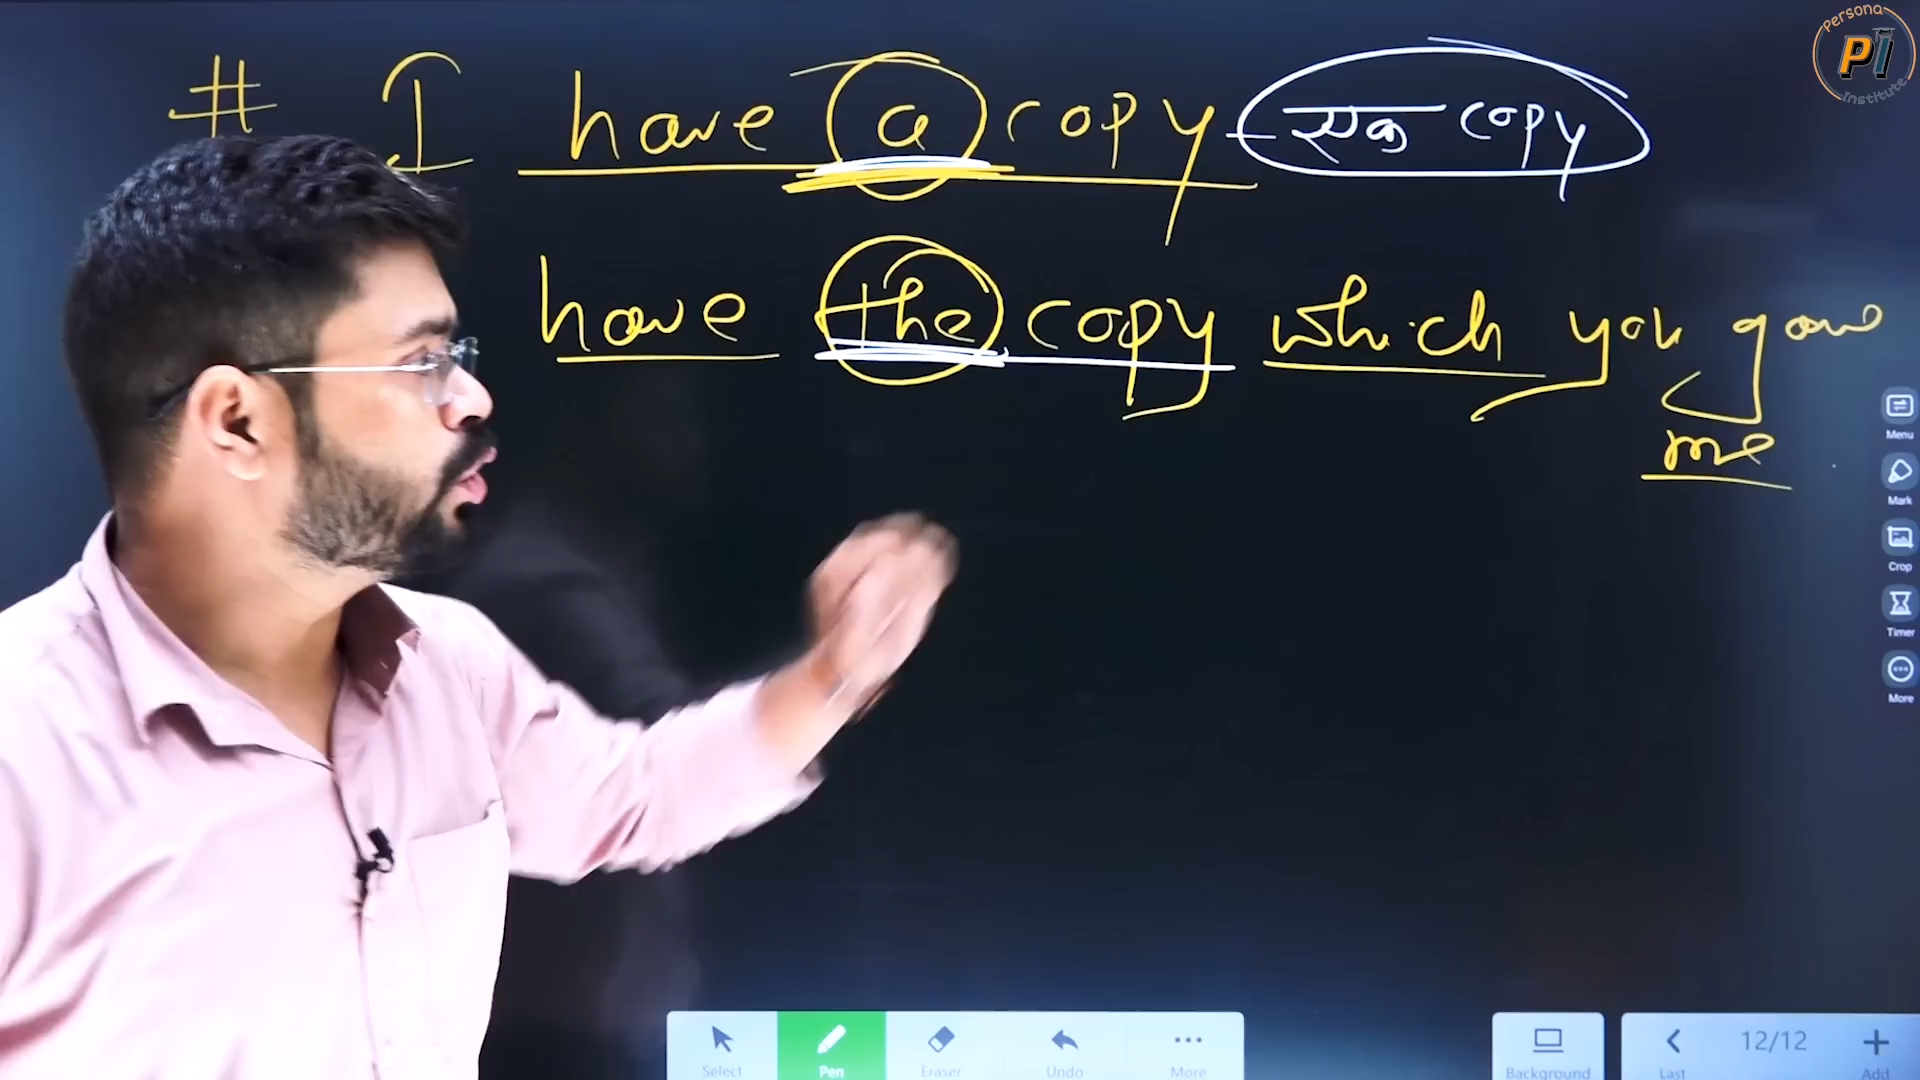 # I have a copy - एक copy
have the copy which you gave
me
Persona
PI
Institute
Menu
Mark
Crop
Timer
More
Select
Pen
Eraser
Undo
More
Background
Last
12/12
Add